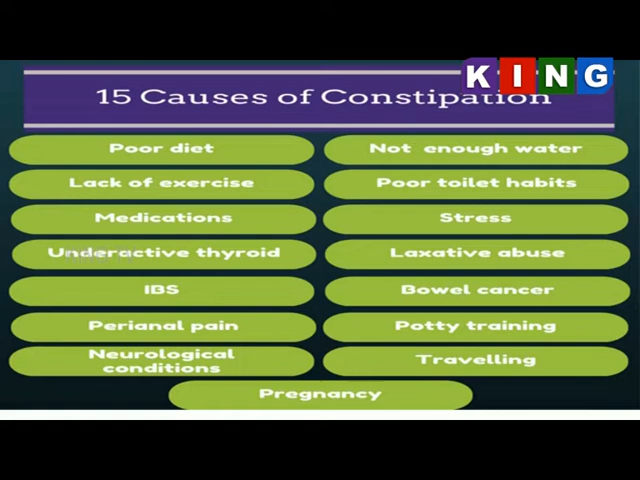 KING
15 Causes of Constipation
Poor diet
Not enough water
Lack of exercise
Poor toilet habits
Medications
Stress
Underactive thyroid
Laxative abuse
IBS
Bowel cancer
Perianal pain
Potty training
Neurological
conditions
Travelling
Pregnancy